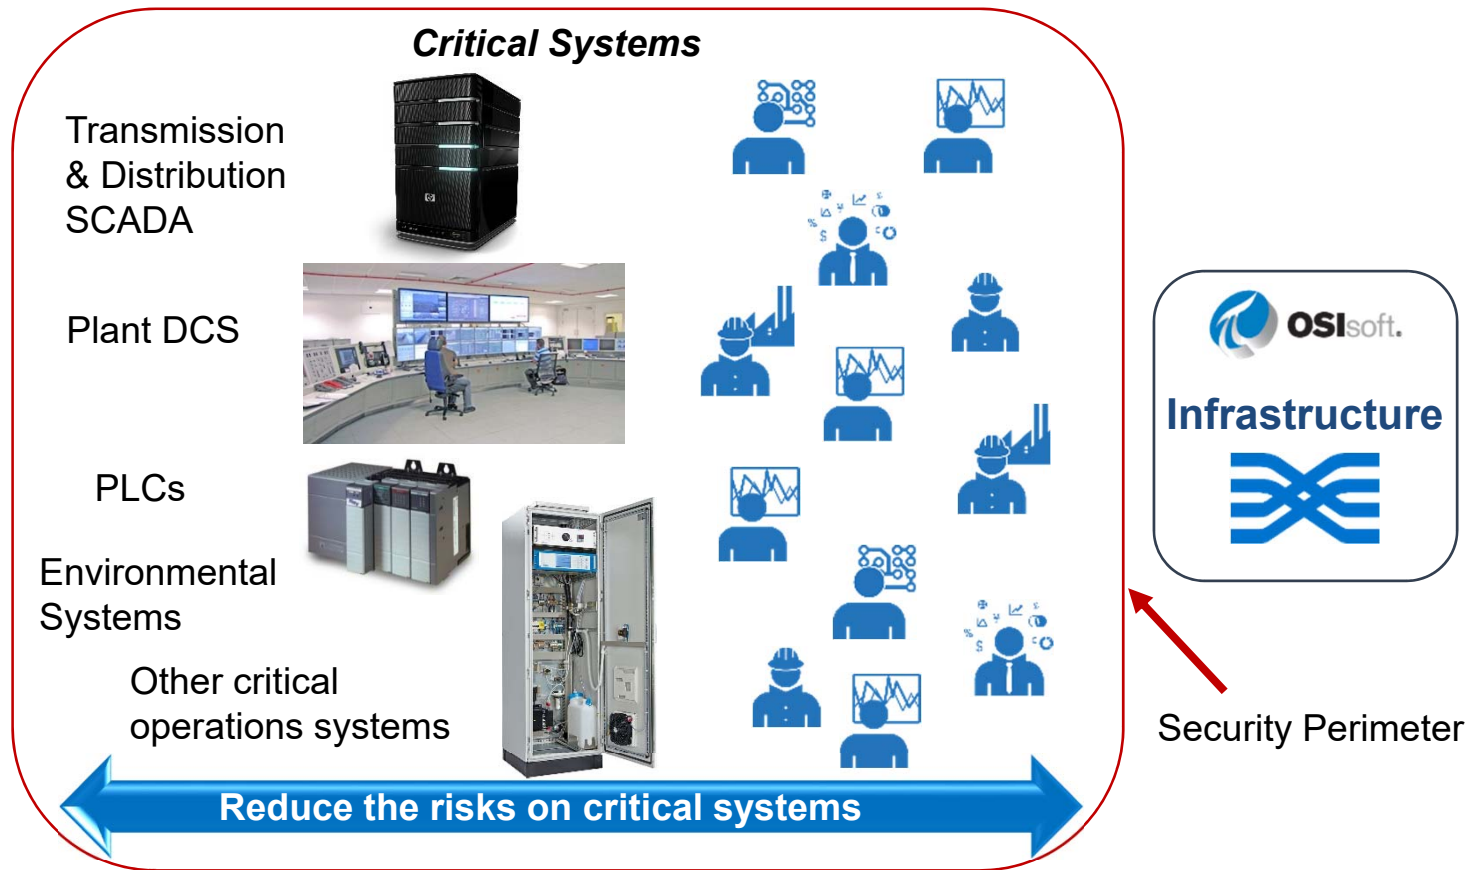 Critical Systems
Transmission
& Distribution
SCADA
Plant DCS
PLCs
Environmental
Systems
Other critical
operations systems
Reduce the risks on critical systems
OSIsoft.
Infrastructure
Security Perimeter